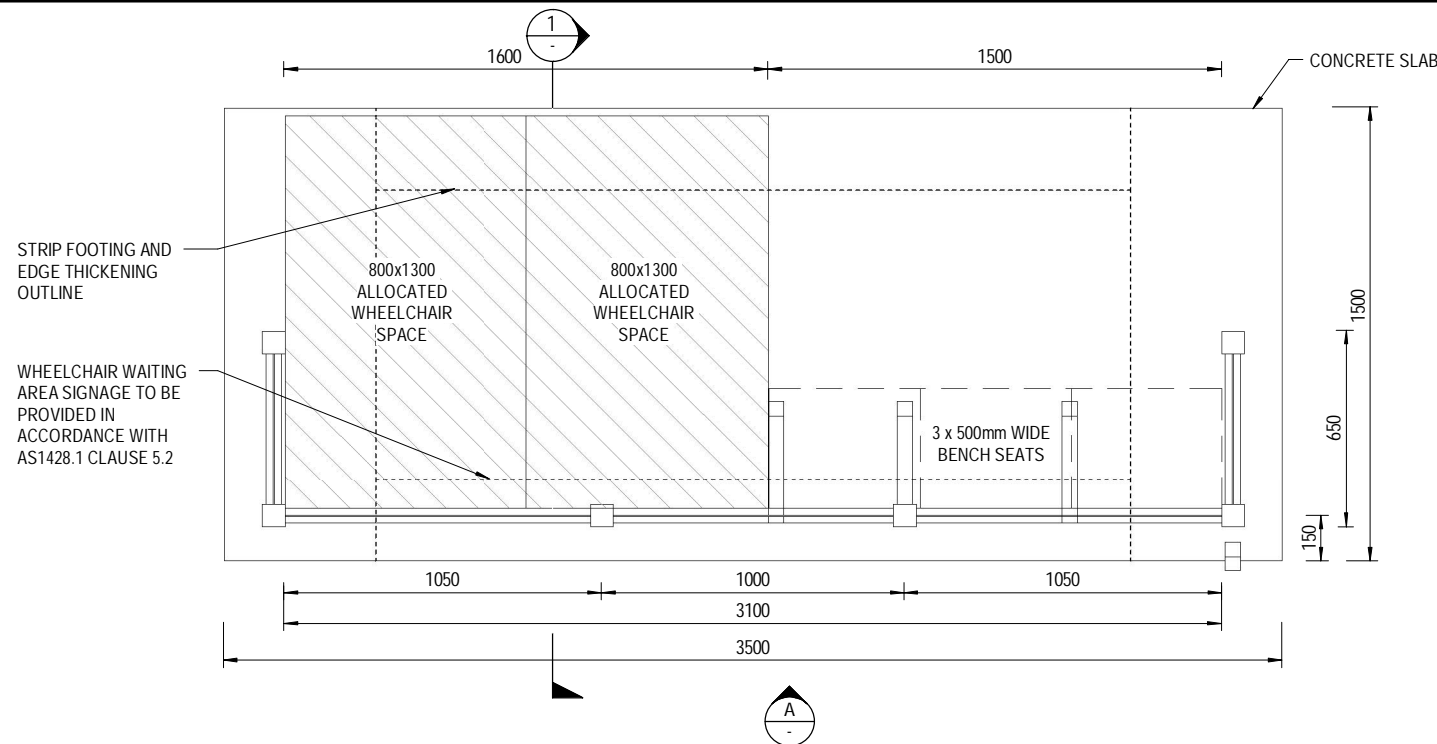 1
-
1600
1500
CONCRETE SLAB
STRIP FOOTING AND
EDGE THICKENING
OUTLINE
800x1300
ALLOCATED
WHEELCHAIR
SPACE
800x1300
ALLOCATED
WHEELCHAIR
SPACE
1500
WHEELCHAIR WAITING
AREA SIGNAGE TO BE
PROVIDED IN
ACCORDANCE WITH
AS1428.1 CLAUSE 5.2
3 x 500mm WIDE
BENCH SEATS
650
150
1050
1000
1050
3100
3500
A
-